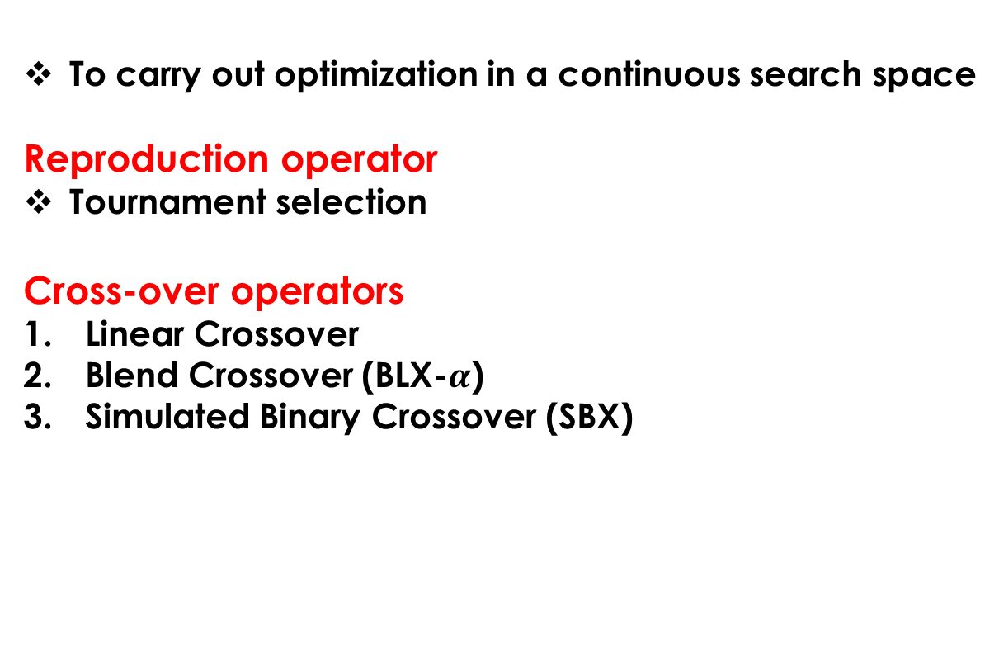 ❖ To carry out optimization in a continuous search space
Reproduction operator
❖ Tournament selection
Cross-over operators
1. Linear Crossover
2. Blend Crossover (BLX-𝜶)
3. Simulated Binary Crossover (SBX)